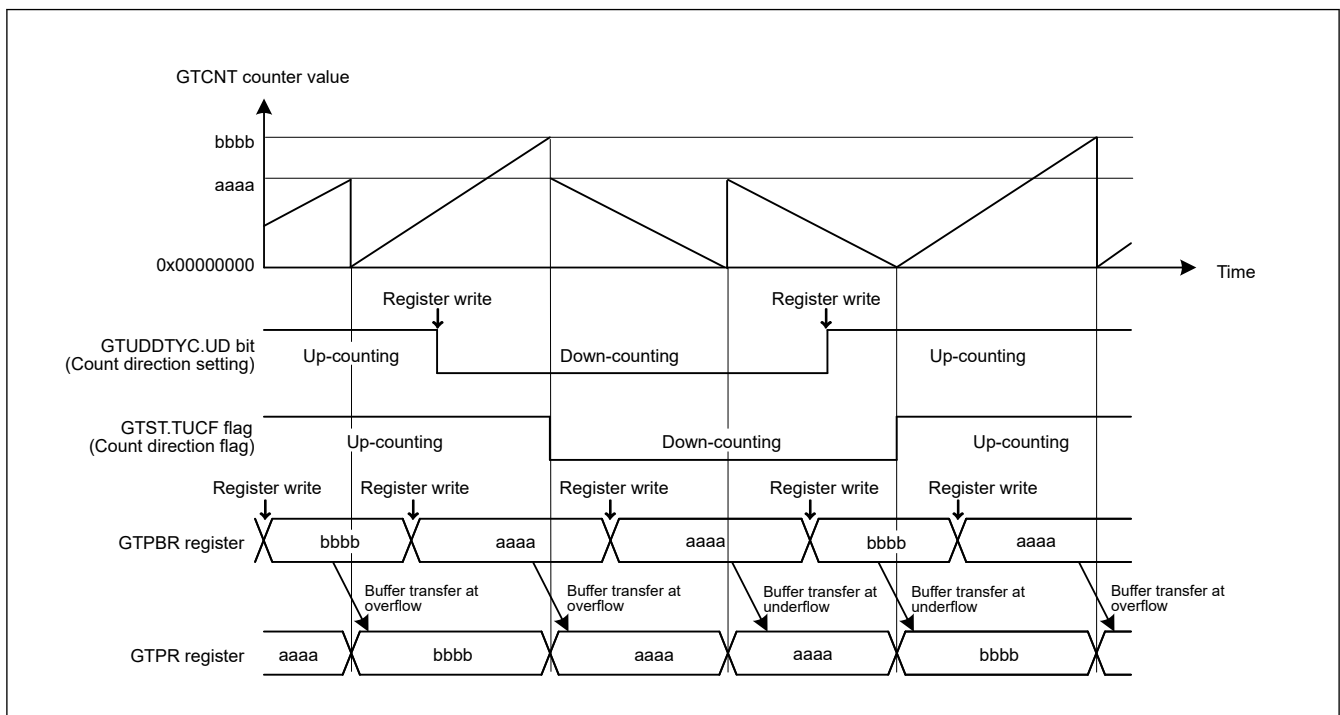 GTCNT counter value
bbbb
aaaa
0x00000000
Time
Register write
Register write
GTUDDTYC.UD bit
(Count direction setting)
Up-counting
Down-counting
Up-counting
GTST.TUCF flag
(Count direction flag)
Up-counting
Down-counting
Up-counting
Register write
Register write
Register write
Register write
Register write
GTPBR register
bbbb
aaaa
aaaa
bbbb
aaaa
Buffer transfer at
overflow
Buffer transfer at
overflow
Buffer transfer at
underflow
Buffer transfer at
underflow
Buffer transfer at
overflow
GTPR register
aaaa
bbbb
aaaa
aaaa
bbbb